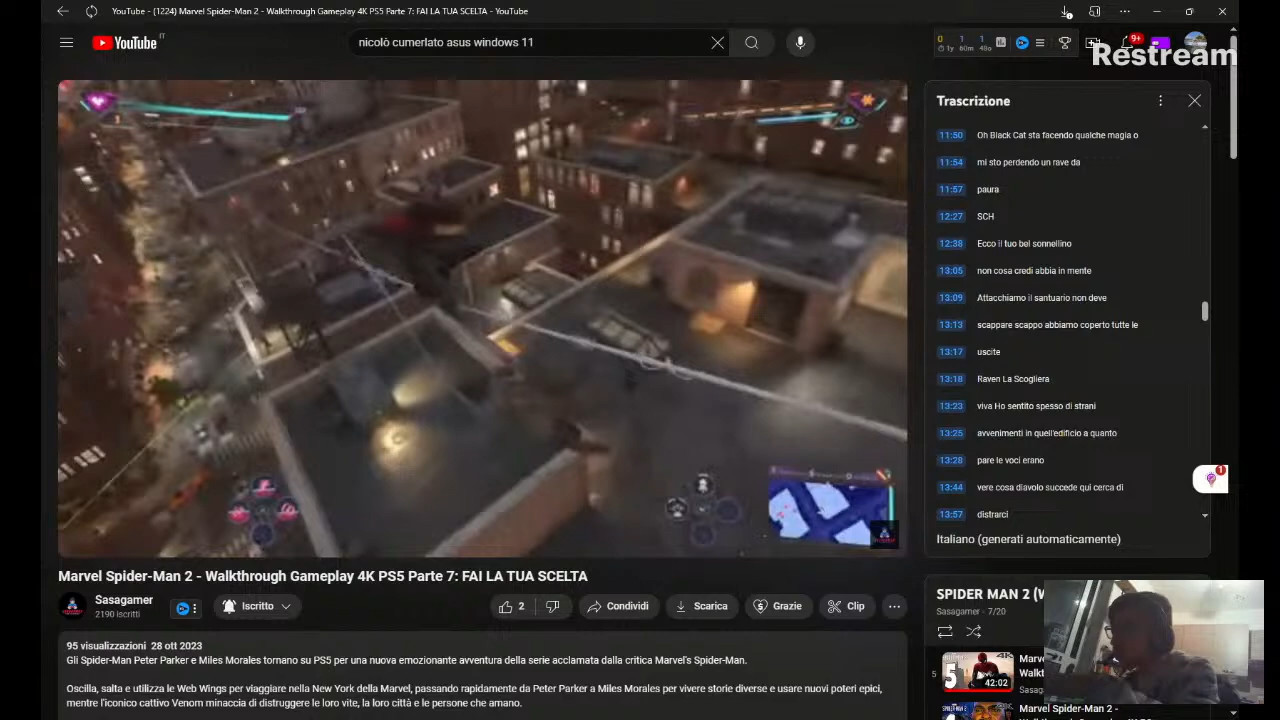 YouTube - (1224) Marvel Spider-Man 2 - Walkthrough Gameplay 4K PS5 Parte 7: FAI LA TUA SCELTA - YouTube
YouTube IT
nicolò cumerlato asus windows 11
0 1 1
1y 60m 48o
9+
Restream
Trascrizione
11:50 Oh Black Cat sta facendo qualche magia o
11:54 mi sto perdendo un rave da
11:57 paura
12:27 SCH
12:38 Ecco il tuo bel sonnellino
13:05 non cosa credi abbia in mente
13:09 Attacchiamo il santuario non deve
13:13 scappare scappo abbiamo coperto tutte le
13:17 uscite
13:18 Raven La Scogliera
13:23 viva Ho sentito spesso di strani
13:25 avvenimenti in quell'edificio a quanto
13:28 pare le voci erano
13:44 vere cosa diavolo succede qui cerca di
13:57 distrarci
Italiano (generati automaticamente)
1
Marvel Spider-Man 2 - Walkthrough Gameplay 4K PS5 Parte 7: FAI LA TUA SCELTA
Sasagamer
2190 iscritti
Iscritto
2
Condividi
Scarica
Grazie
Clip
95 visualizzazioni 28 ott 2023
Gli Spider-Man Peter Parker e Miles Morales tornano su PS5 per una nuova emozionante avventura della serie acclamata dalla critica Marvel's Spider-Man.
Oscilla, salta e utilizza le Web Wings per viaggiare nella New York della Marvel, passando rapidamente da Peter Parker a Miles Morales per vivere storie diverse e usare nuovi poteri epici,
mentre l'iconico cattivo Venom minaccia di distruggere le loro vite, la loro città e le persone che amano.
SPIDER MAN 2 (W
Sasagamer - 7/20
5
42:02
Marv
Walkt
Sasag
Marvel's Spider-Man 2 -